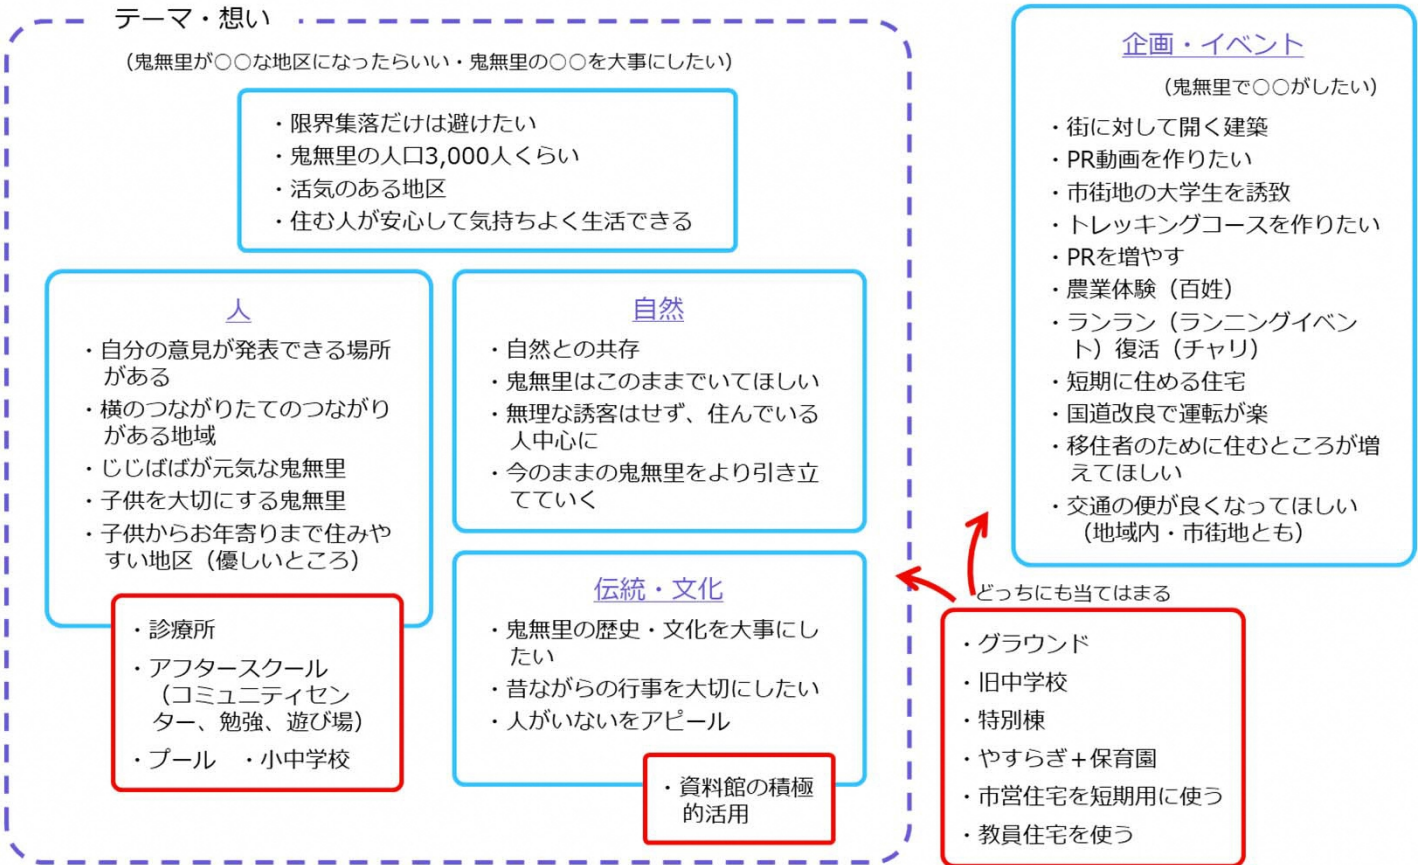 テーマ・想い
(鬼無里が○○な地区になったらいい・鬼無里の○○を大事にしたい)
・限界集落だけは避けたい
・鬼無里の人口3,000人くらい
・活気のある地区
・住む人が安心して気持ちよく生活できる
人
・自分の意見が発表できる場所
がある
・横のつながりたてのつながり
がある地域
・じじばばが元気な鬼無里
・子供を大切にする鬼無里
・子供からお年寄りまで住みや
すい地区（優しいところ）
・診療所
・アフタースクール
（コミュニティセン
ター、勉強、遊び場）
・プール　・小中学校
自然
・自然との共存
・鬼無里はこのままでいてほしい
・無理な誘客はせず、住んでいる
人中心に
・今のままの鬼無里をより引き立
てていく
伝統・文化
・鬼無里の歴史・文化を大事にし
たい
・昔ながらの行事を大切にしたい
・人がいないをアピール
・資料館の積極
的活用
企画・イベント
(鬼無里で○○がしたい)
・街に対して開く建築
・PR動画を作りたい
・市街地の大学生を誘致
・トレッキングコースを作りたい
・PRを増やす
・農業体験（百姓）
・ランラン（ランニングイベン
ト）復活（チャリ）
・短期に住める住宅
・国道改良で運転が楽
・移住者のために住むところが増
えてほしい
・交通の便が良くなってほしい
（地域内・市街地とも）
どっちにも当てはまる
・グラウンド
・旧中学校
・特別棟
・やすらぎ＋保育園
・市営住宅を短期用に使う
・教員住宅を使う